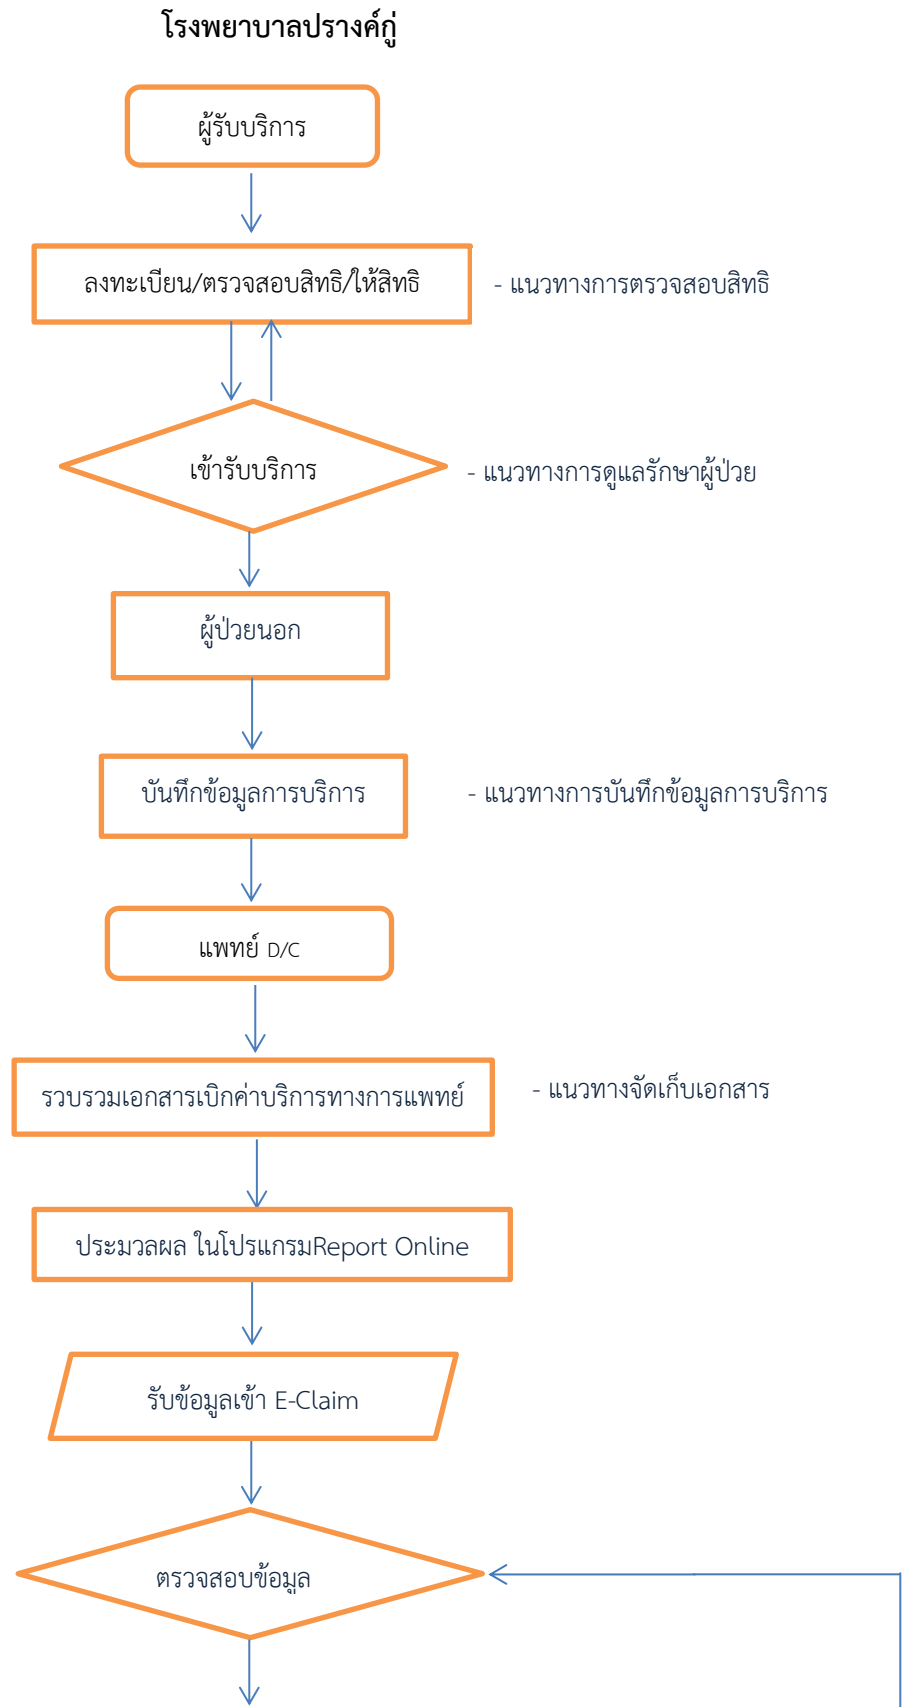 โรงพยาบาลปรางค์กู่
ผู้รับบริการ
ลงทะเบียน/ตรวจสอบสิทธิ/ให้สิทธิ
- แนวทางการตรวจสอบสิทธิ
เข้ารับบริการ
- แนวทางการดูแลรักษาผู้ป่วย
ผู้ป่วยนอก
บันทึกข้อมูลการบริการ
- แนวทางการบันทึกข้อมูลการบริการ
แพทย์ D/C
รวบรวมเอกสารเบิกค่าบริการทางการแพทย์
- แนวทางจัดเก็บเอกสาร
ประมวลผล ในโปรแกรมReport Online
รับข้อมูลเข้า E-Claim
ตรวจสอบข้อมูล